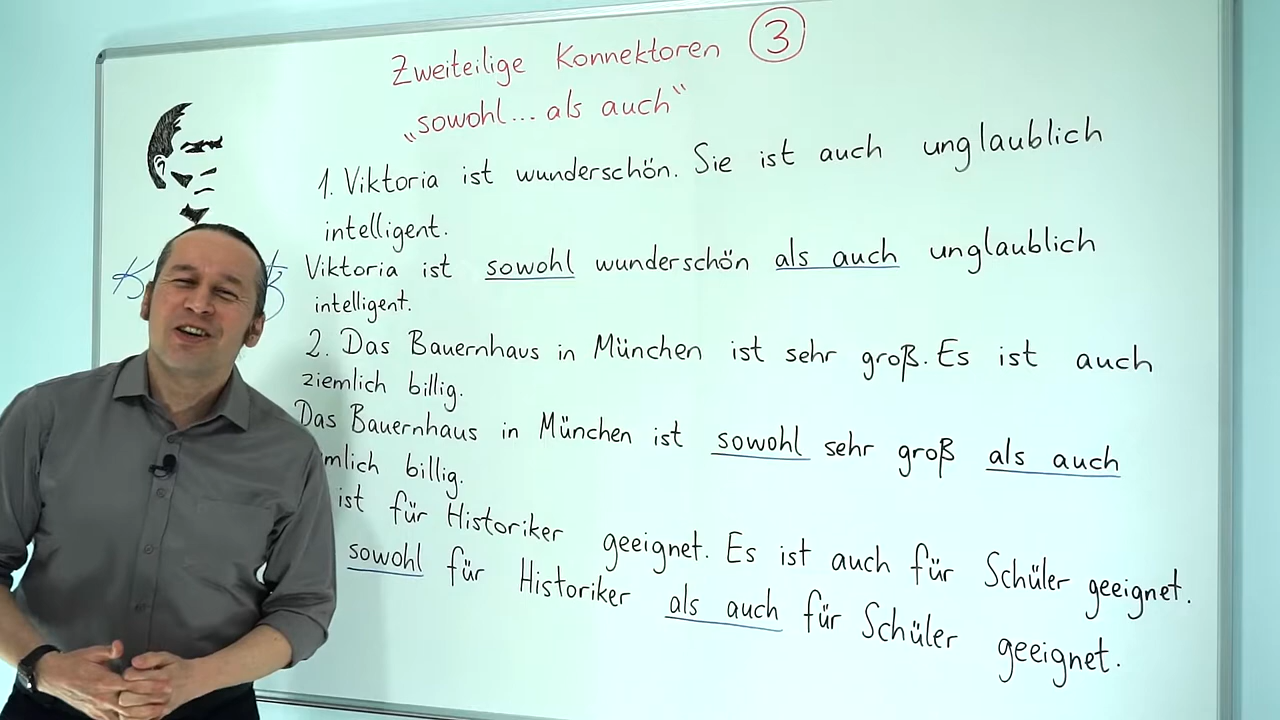 Zweiteilige Konnektoren 3
„sowohl... als auch“
1. Viktoria ist wunderschön. Sie ist auch unglaublich
intelligent.
Viktoria ist sowohl wunderschön als auch unglaublich
intelligent.
2. Das Bauernhaus in München ist sehr groß. Es ist auch
ziemlich billig.
Das Bauernhaus in München ist sowohl sehr groß als auch
mlich billig.
ist für Historiker geeignet. Es ist auch für Schüler geeignet.
sowohl für Historiker als auch für Schüler geeignet.